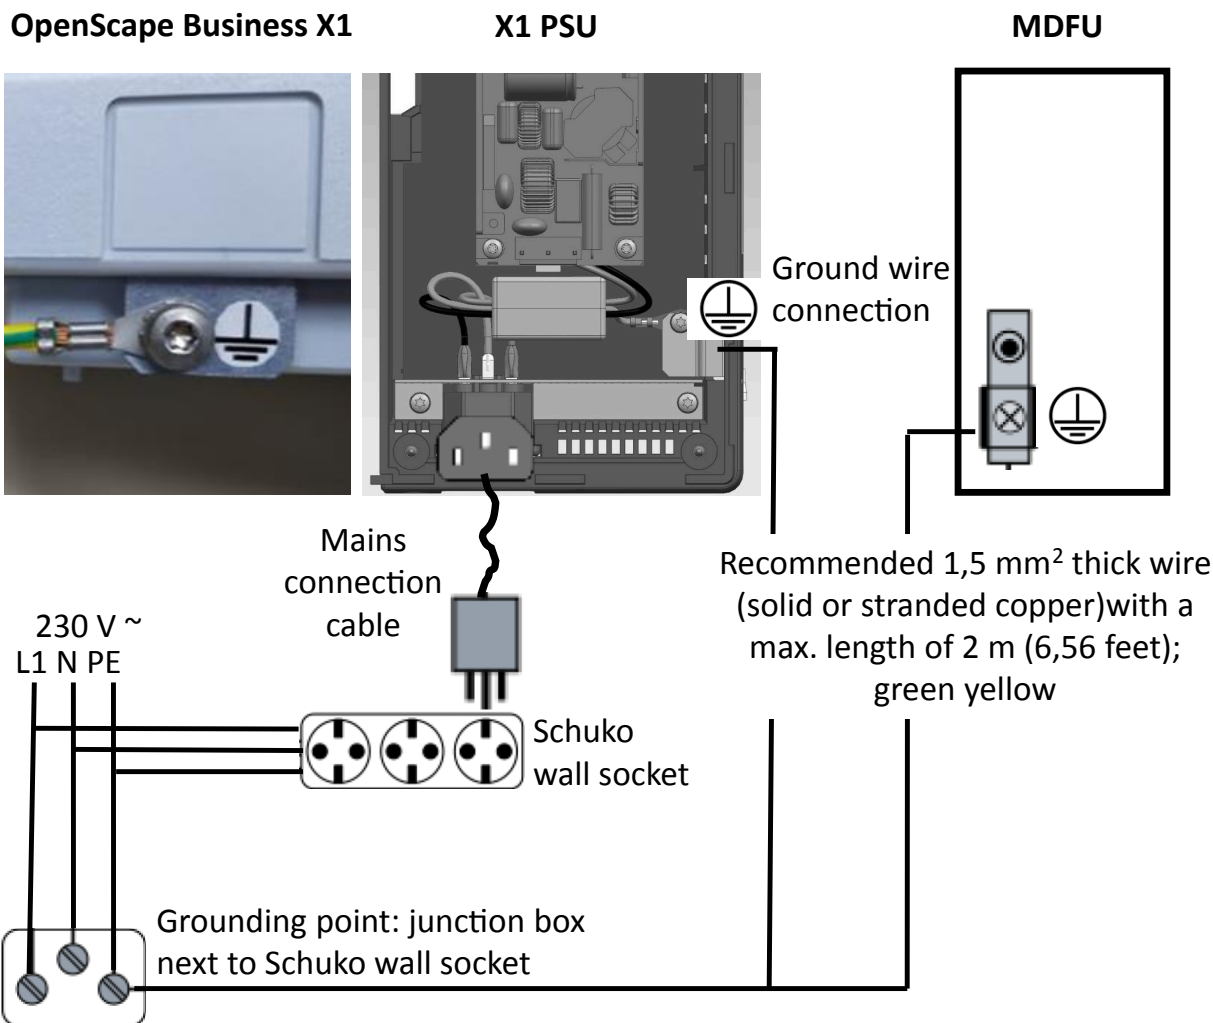 OpenScape Business X1
X1 PSU
MDFU
Ground wire
connection
Mains
connection
cable
Recommended 1,5 mm² thick wire
(solid or stranded copper)with a
max. length of 2 m (6,56 feet);
green yellow
230 V ~
L1 N PE
Schuko
wall socket
Grounding point: junction box
next to Schuko wall socket